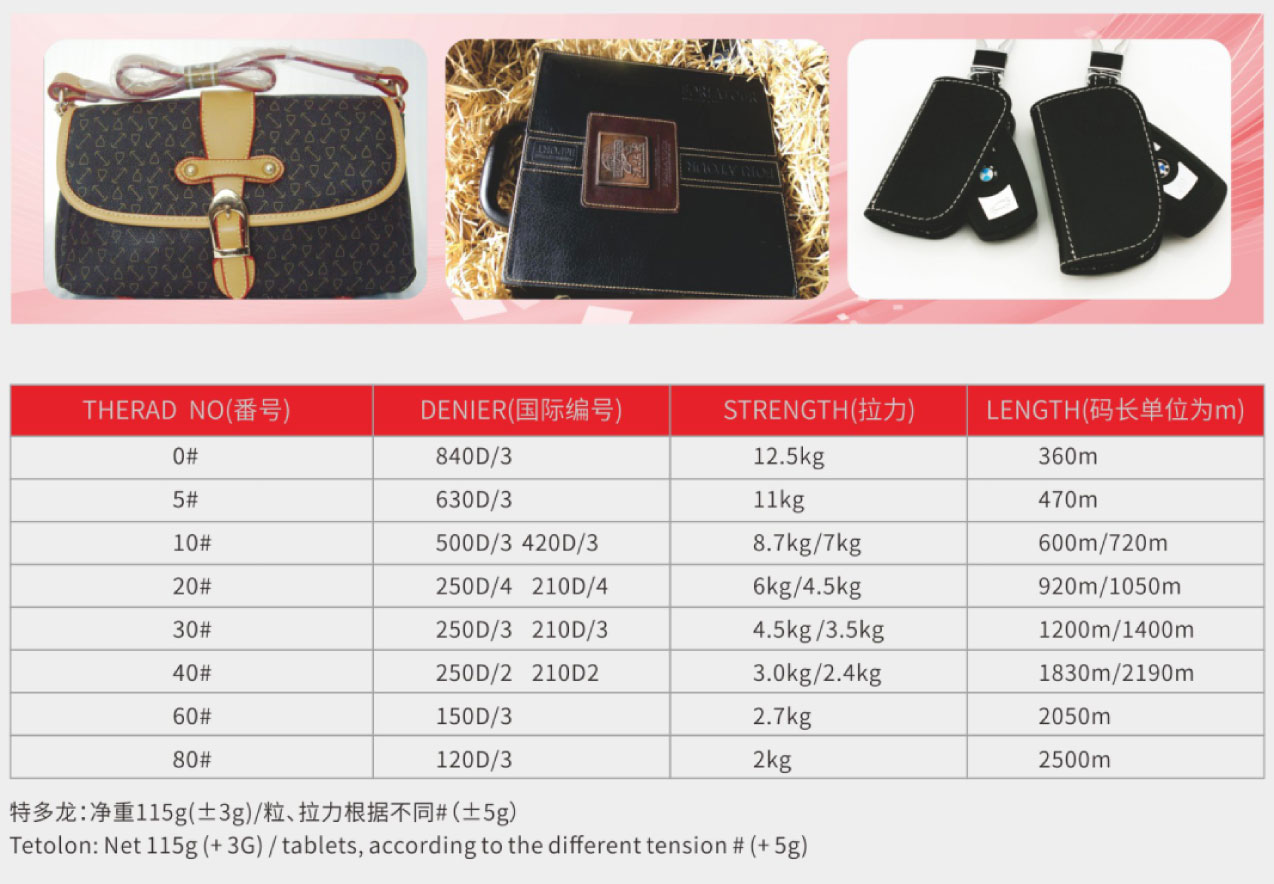 THERAD NO(番号) DENIER(国际编号) STRENGTH(拉力) LENGTH(码长单位为m)
0# 840D/3 12.5kg 360m
5# 630D/3 11kg 470m
10# 500D/3 420D/3 8.7kg/7kg 600m/720m
20# 250D/4 210D/4 6kg/4.5kg 920m/1050m
30# 250D/3 210D/3 4.5kg/3.5kg 1200m/1400m
40# 250D/2 210D2 3.0kg/2.4kg 1830m/2190m
60# 150D/3 2.7kg 2050m
80# 120D/3 2kg 2500m
特多龙:净重115g(±3g)/粒、拉力根据不同#(±5g)
Tetolon: Net 115g (+ 3G) / tablets, according to the different tension # (+ 5g)